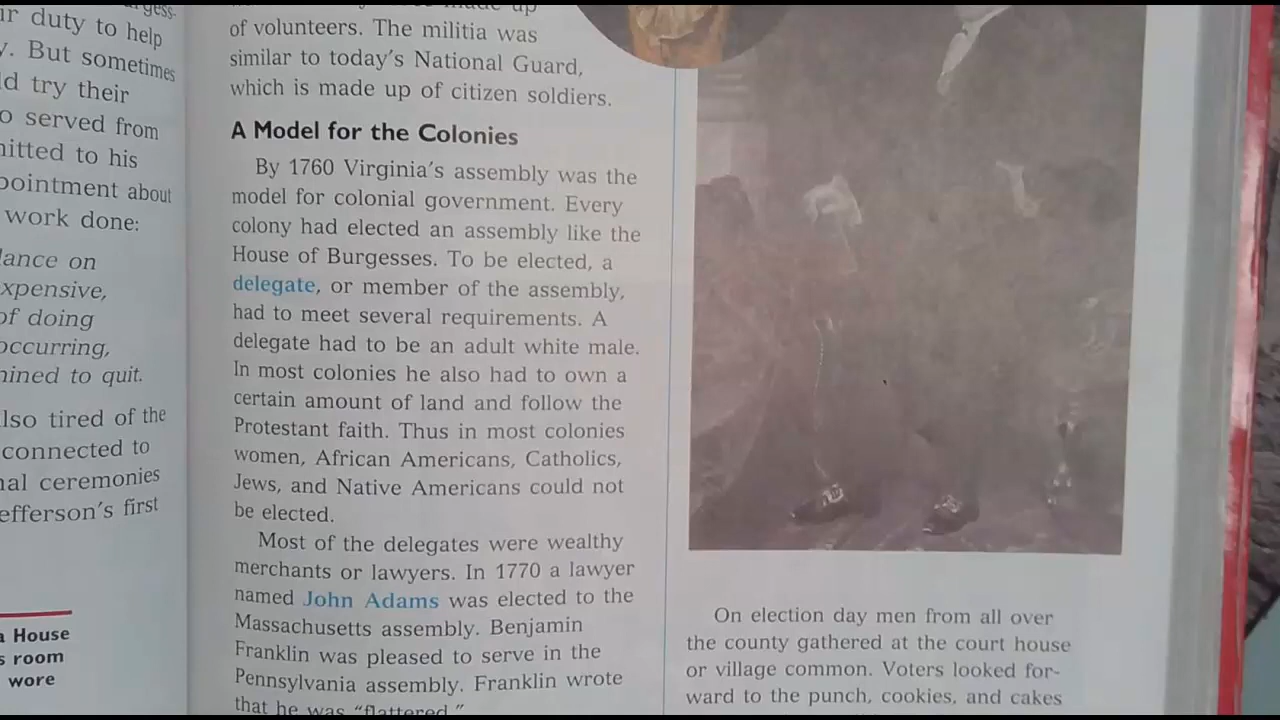 r duty to help
y. But sometimes
ld try their
o served from
nitted to his
pointment about
work done:
lance on
xpensive,
of doing
occurring,
nined to quit.
lso tired of the
connected to
nal ceremonies
efferson's first
a House
s room
wore
of volunteers. The militia was
similar to today's National Guard,
which is made up of citizen soldiers.
A Model for the Colonies
By 1760 Virginia's assembly was the
model for colonial government. Every
colony had elected an assembly like the
House of Burgesses. To be elected, a
delegate, or member of the assembly,
had to meet several requirements. A
delegate had to be an adult white male.
In most colonies he also had to own a
certain amount of land and follow the
Protestant faith. Thus in most colonies
women, African Americans, Catholics,
Jews, and Native Americans could not
be elected.
Most of the delegates were wealthy
merchants or lawyers. In 1770 a lawyer
named John Adams was elected to the
Massachusetts assembly. Benjamin
Franklin was pleased to serve in the
Pennsylvania assembly. Franklin wrote
that he was "flattered."
On election day men from all over
the county gathered at the court house
or village common. Voters looked for-
ward to the punch, cookies, and cakes